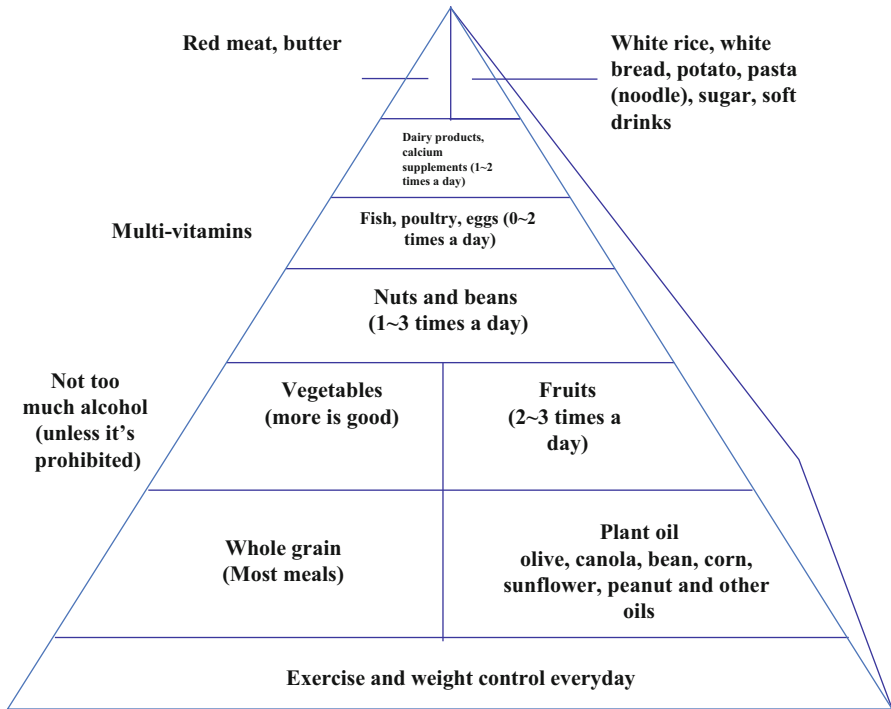 Red meat, butter
White rice, white
bread, potato, pasta
(noodle), sugar, soft
drinks
Dairy products,
calcium
supplements (1~2
times a day)
Multi-vitamins
Fish, poultry, eggs (0~2
times a day)
Nuts and beans
(1~3 times a day)
Not too
much alcohol
(unless it's
prohibited)
Vegetables
(more is good)
Fruits
(2~3 times a
day)
Whole grain
(Most meals)
Plant oil
olive, canola, bean, corn,
sunflower, peanut and other
oils
Exercise and weight control everyday